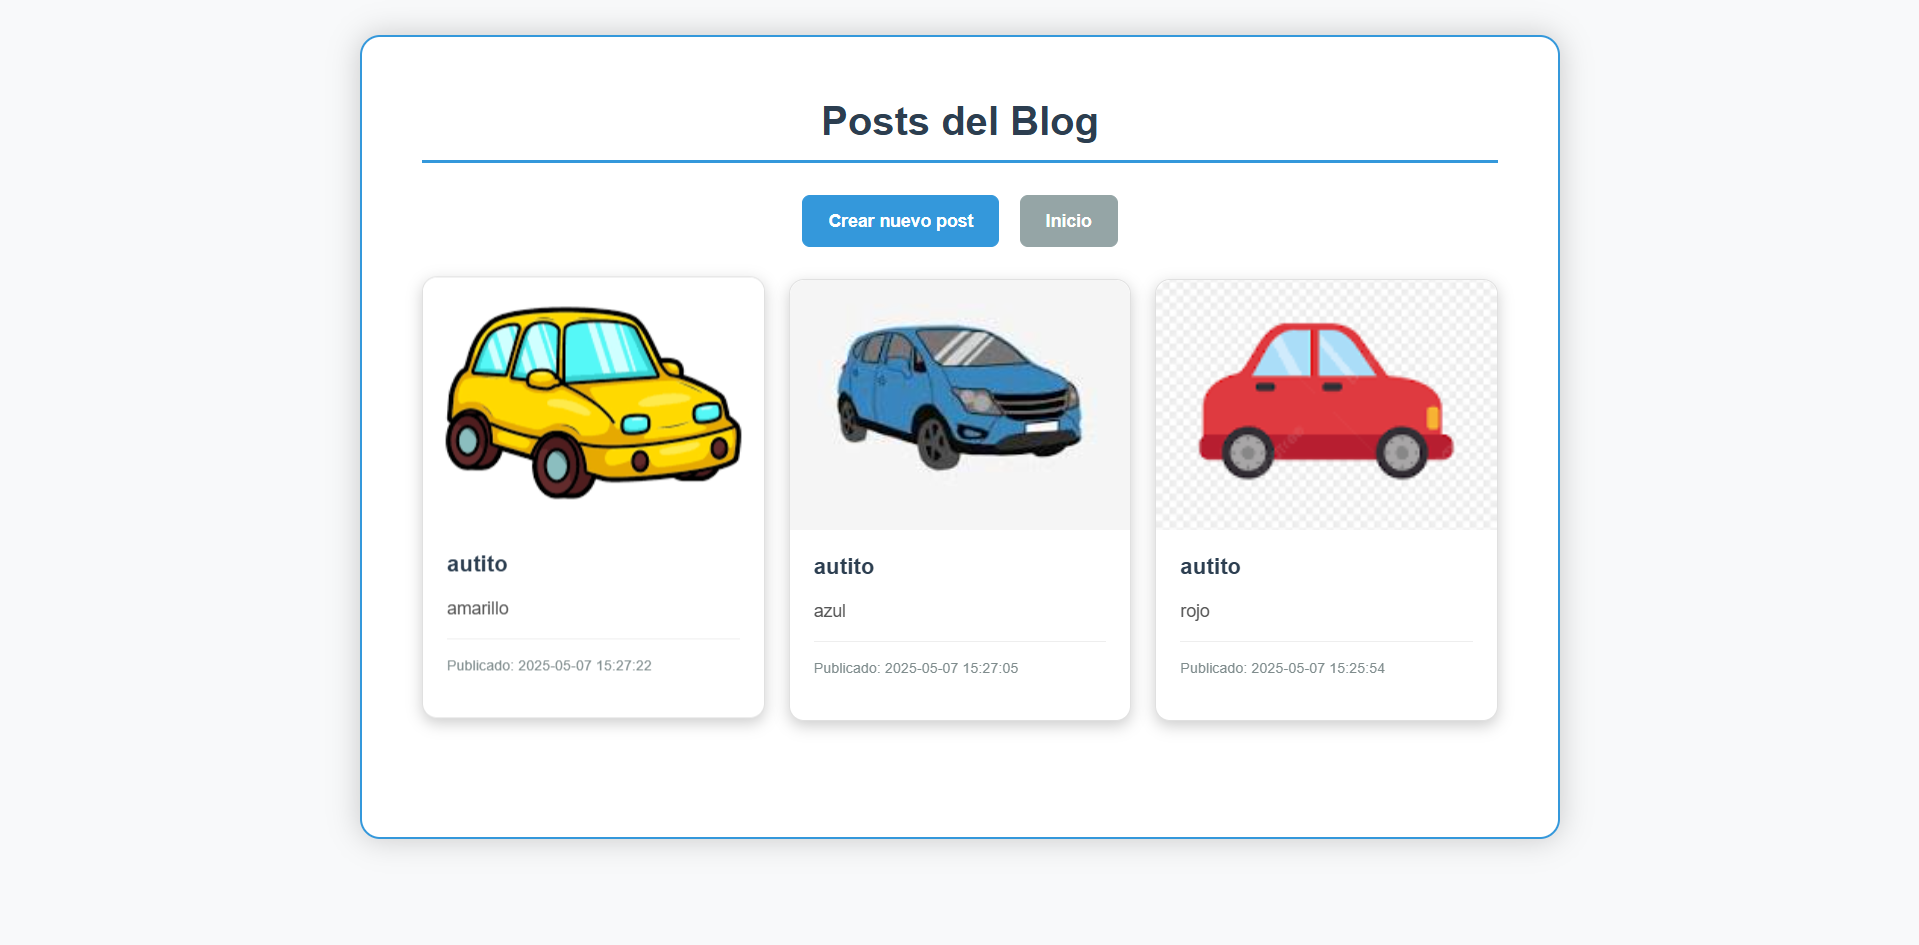 Posts del Blog
Crear nuevo post
Inicio
autito
amarillo
Publicado: 2025-05-07 15:27:22
autito
azul
Publicado: 2025-05-07 15:27:05
autito
rojo
Publicado: 2025-05-07 15:25:54